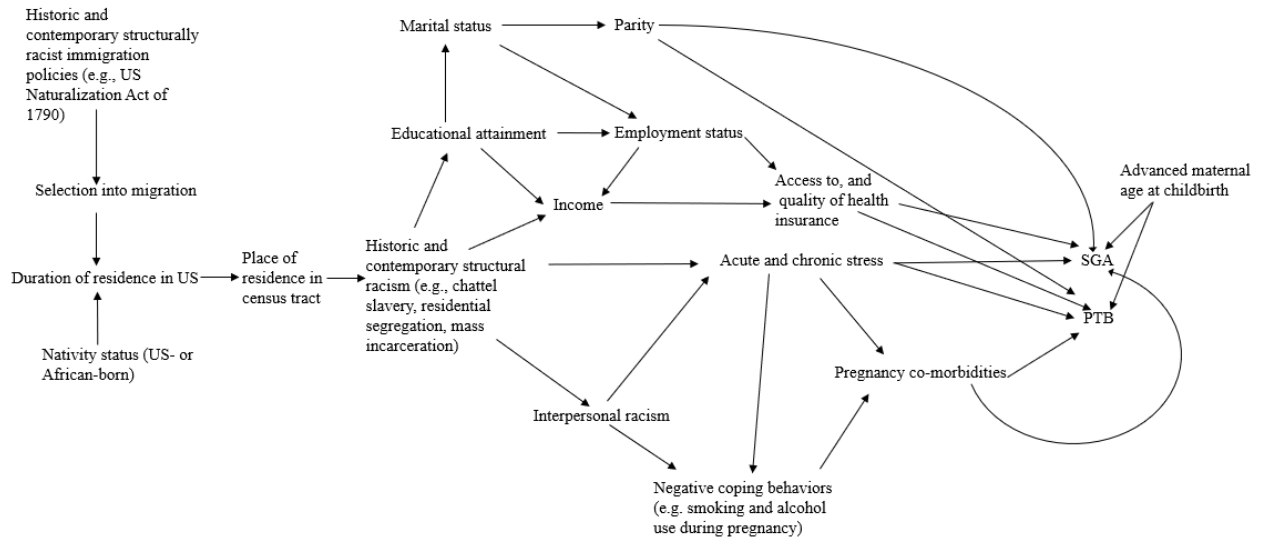 Historic and
contemporary structurally
racist immigration
policies (e.g., US
Naturalization Act of
1790)
Selection into migration
Duration of residence in US
Nativity status (US- or
African-born)
Place of
residence in
census tract
Historic and
contemporary structural
racism (e.g., chattel
slavery, residential
segregation, mass
incarceration)
Marital status
Parity
Educational attainment
Employment status
Income
Access to, and
quality of health
insurance
Acute and chronic stress
Interpersonal racism
Negative coping behaviors
(e.g. smoking and alcohol
use during pregnancy)
Pregnancy co-morbidities
Advanced maternal
age at childbirth
SGA
PTB